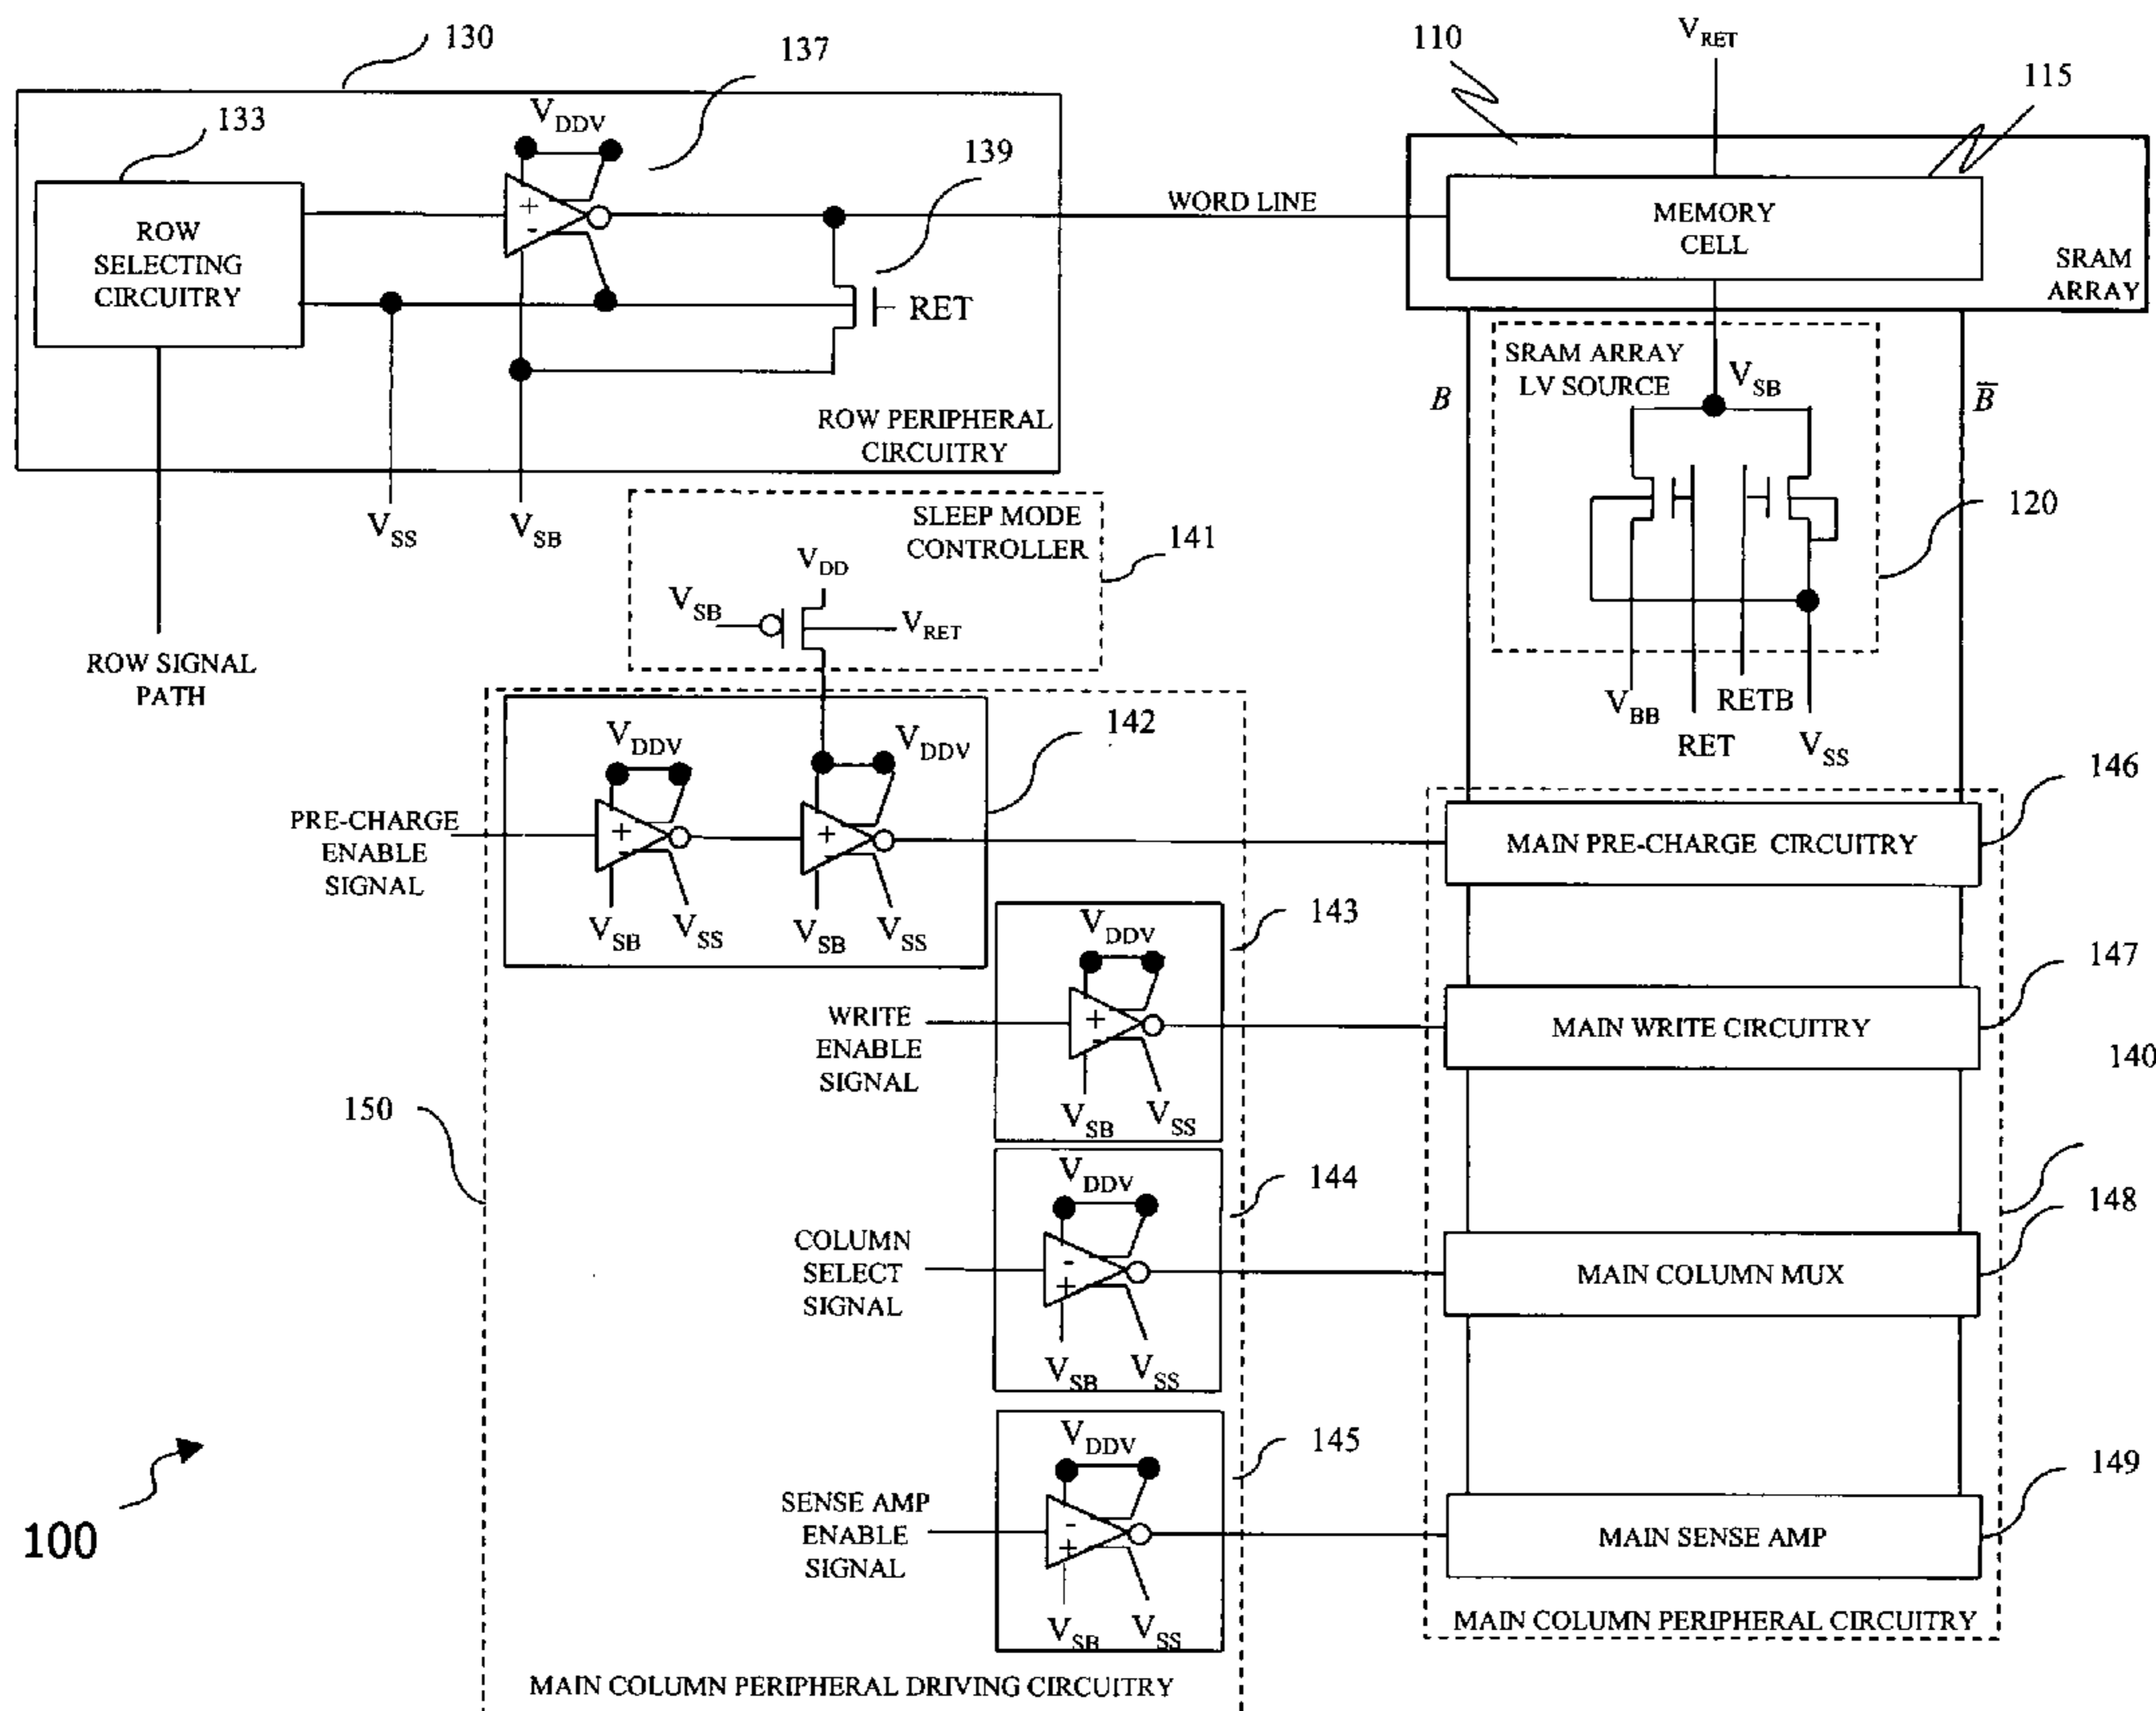 130
137
V_DDV
133
139
ROW
SELECTING
CIRCUITRY
+
-
RET
ROW PERIPHERAL
CIRCUITRY
V_SS
V_SB
ROW SIGNAL
PATH
WORD LINE
110
V_RET
115
MEMORY
CELL
SRAM
ARRAY
SRAM ARRAY
LV SOURCE
V_SB
B
B̅
120
V_BB
RET
RETB
V_SS
SLEEP MODE
CONTROLLER
141
V_DD
V_SB
V_RET
142
V_DDV
V_DDV
PRE-CHARGE
ENABLE
SIGNAL
+
-
+
-
V_SB
V_SS
V_SB
V_SS
146
MAIN PRE-CHARGE CIRCUITRY
143
V_DDV
WRITE
ENABLE
SIGNAL
+
-
V_SB
V_SS
147
MAIN WRITE CIRCUITRY
140
150
144
V_DDV
COLUMN
SELECT
SIGNAL
-
+
V_SB
V_SS
148
MAIN COLUMN MUX
145
V_DDV
SENSE AMP
ENABLE
SIGNAL
-
+
V_SB
V_SS
149
MAIN SENSE AMP
MAIN COLUMN PERIPHERAL CIRCUITRY
MAIN COLUMN PERIPHERAL DRIVING CIRCUITRY
100